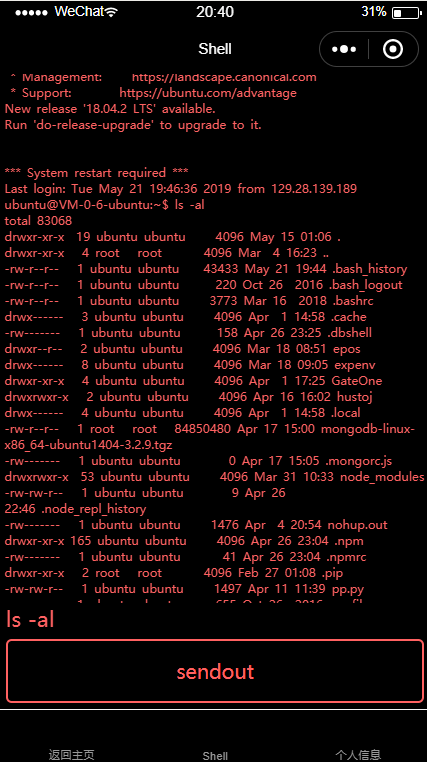 ●●●●● WeChat 20:40 31%
Shell
* Management: https://landscape.canonical.com
* Support: https://ubuntu.com/advantage
New release '18.04.2 LTS' available.
Run 'do-release-upgrade' to upgrade to it.
*** System restart required ***
Last login: Tue May 21 19:46:36 2019 from 129.28.139.189
ubuntu@VM-0-6-ubuntu:~$ ls -al
total 83068
drwxr-xr-x 19 ubuntu ubuntu 4096 May 15 01:06 .
drwxr-xr-x 4 root root 4096 Mar 4 16:23 ..
-rw-r--r-- 1 ubuntu ubuntu 43433 May 21 19:44 .bash_history
-rw-r--r-- 1 ubuntu ubuntu 220 Oct 26 2016 .bash_logout
-rw-r--r-- 1 ubuntu ubuntu 3773 Mar 16 2018 .bashrc
drwx------ 3 ubuntu ubuntu 4096 Apr 1 14:58 .cache
-rw------- 1 ubuntu ubuntu 158 Apr 26 23:25 .dbshell
drwxr--r-- 2 ubuntu ubuntu 4096 Mar 18 08:51 epos
drwx------ 8 ubuntu ubuntu 4096 Mar 18 09:05 expenv
drwxr-xr-x 4 ubuntu ubuntu 4096 Apr 1 17:25 GateOne
drwxrwxr-x 2 ubuntu ubuntu 4096 Apr 16 16:02 hustoj
drwx------ 4 ubuntu ubuntu 4096 Apr 1 14:58 .local
-rw-r--r-- 1 root root 84850480 Apr 17 15:00 mongodb-linux-
x86_64-ubuntu1404-3.2.9.tgz
-rw------- 1 ubuntu ubuntu 0 Apr 17 15:05 .mongorc.js
drwxrwxr-x 53 ubuntu ubuntu 4096 Mar 31 10:33 node_modules
-rw-rw-r-- 1 ubuntu ubuntu 9 Apr 26
22:46 .node_repl_history
-rw------- 1 ubuntu ubuntu 1476 Apr 4 20:54 nohup.out
drwxr-xr-x 165 ubuntu ubuntu 4096 Apr 26 23:04 .npm
-rw------- 1 ubuntu ubuntu 41 Apr 26 23:04 .npmrc
drwxr-xr-x 2 root root 4096 Feb 27 01:08 .pip
-rw-rw-r-- 1 ubuntu ubuntu 1497 Apr 11 11:39 pp.py
ls -al
sendout
返回主页 Shell 个人信息